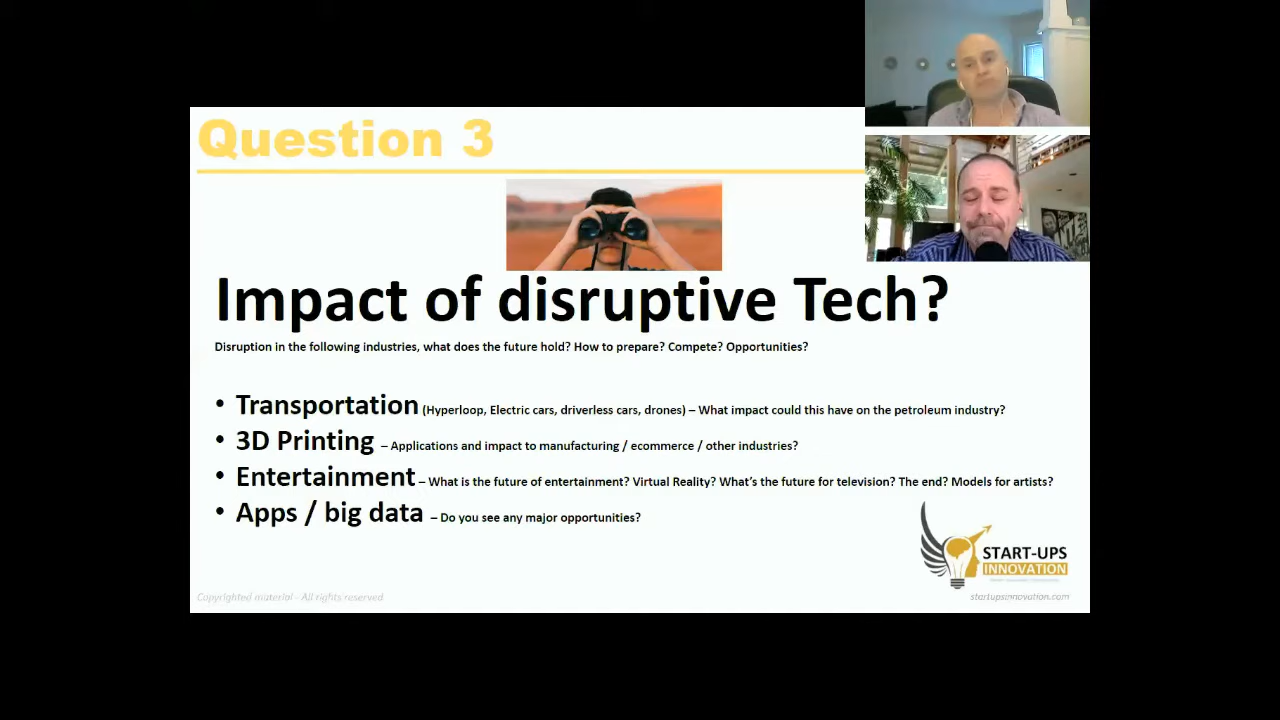 Question 3
Impact of disruptive Tech?
Disruption in the following industries, what does the future hold? How to prepare? Compete? Opportunities?
• Transportation (Hyperloop, Electric cars, driverless cars, drones) – What impact could this have on the petroleum industry?
• 3D Printing – Applications and impact to manufacturing / ecommerce / other industries?
• Entertainment – What is the future of entertainment? Virtual Reality? What's the future for television? The end? Models for artists?
• Apps / big data – Do you see any major opportunities?
START-UPS
INNOVATION
Copyrighted material - All rights reserved
startupsinnovation.com